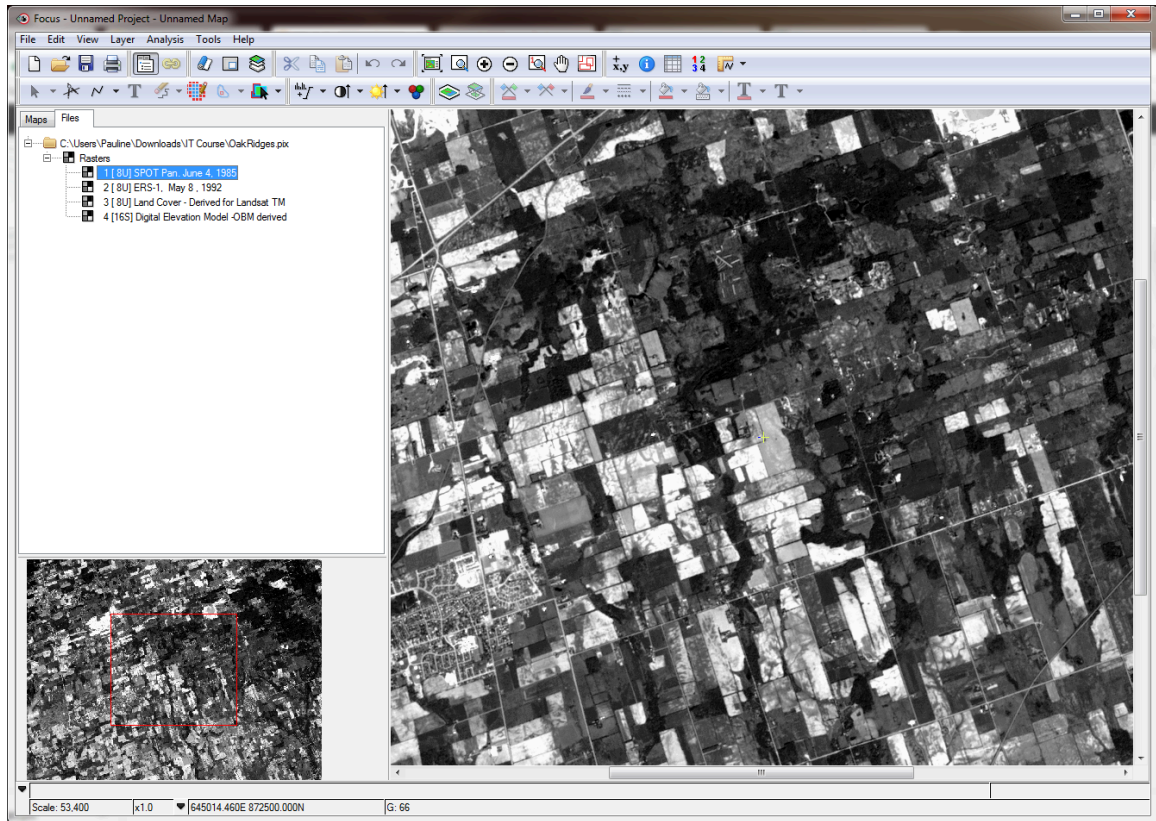 Focus - Unnamed Project - Unnamed Map
File Edit View Layer Analysis Tools Help
Maps Files
C:\Users\Pauline\Downloads\IT Course\OakRidges.pix
Rasters
1 [ 8U] SPOT Pan. June 4, 1985
2 [ 8U] ERS-1, May 8 , 1992
3 [ 8U] Land Cover - Derived for Landsat TM
4 [16S] Digital Elevation Model -OBM derived
Scale: 53,400 x1.0 645014.460E 872500.000N G: 66